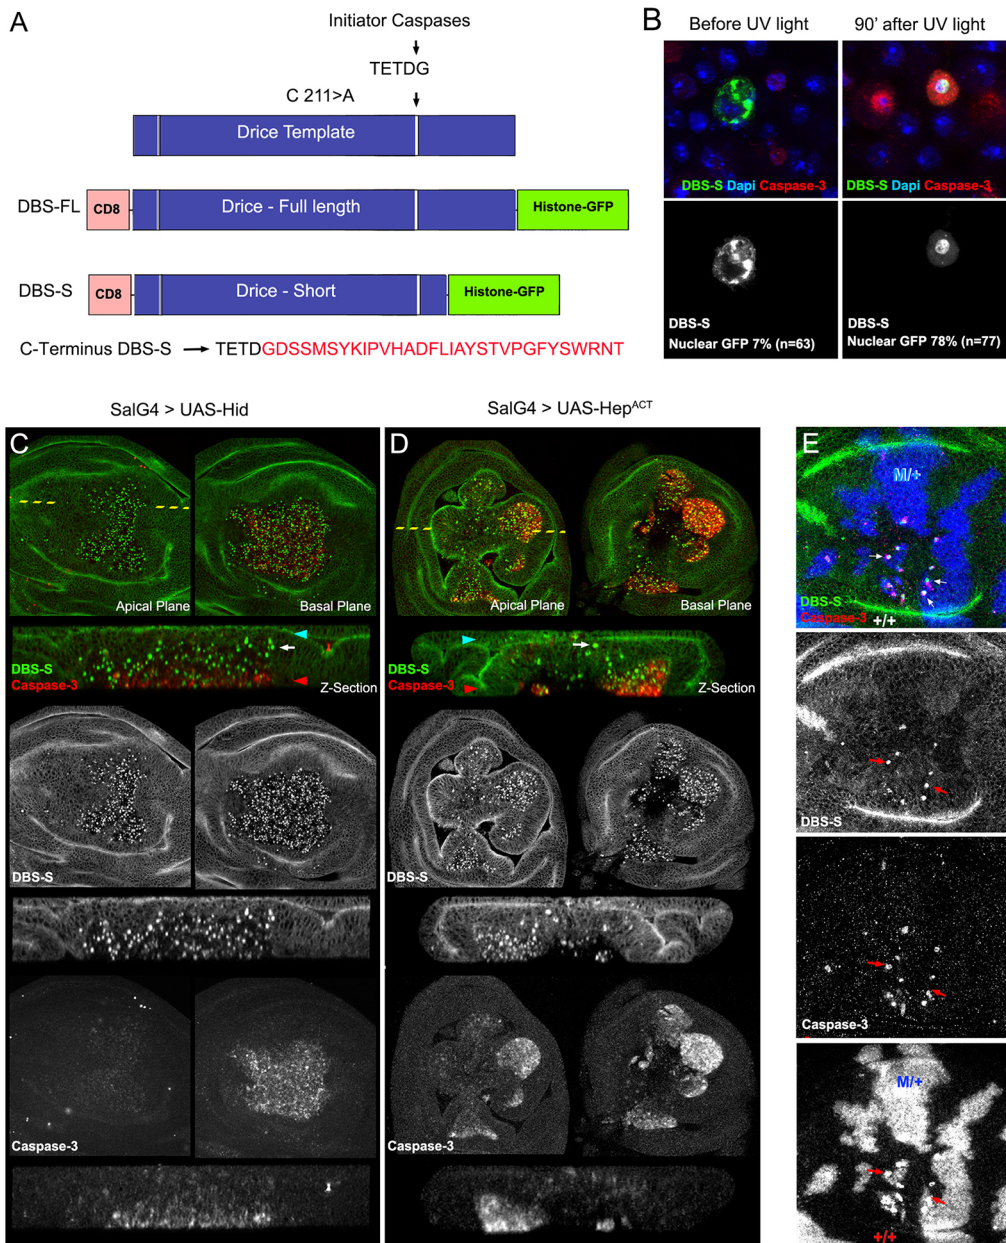 A
Initiator Caspases
TETDG
C 211>A
Drice Template
DBS-FL
CD8
Drice - Full length
Histone-GFP
DBS-S
CD8
Drice - Short
Histone-GFP
C-Terminus DBS-S
TETDGDSSMSYKIPVHADFLIAYSTVPGFYSWRNT
B
Before UV light
90' after UV light
DBS-S Dapi Caspase-3
DBS-S Dapi Caspase-3
DBS-S
Nuclear GFP 7% (n=63)
DBS-S
Nuclear GFP 78% (n=77)
SalG4 > UAS-Hid
C
Apical Plane
Basal Plane
DBS-S
Caspase-3
Z-Section
DBS-S
Caspase-3
SalG4 > UAS-HepACT
D
Apical Plane
Basal Plane
DBS-S
Caspase-3
Z-Section
DBS-S
Caspase-3
E
M/+
DBS-S
Caspase-3
+/+
DBS-S
Caspase-3
M/+
+/+